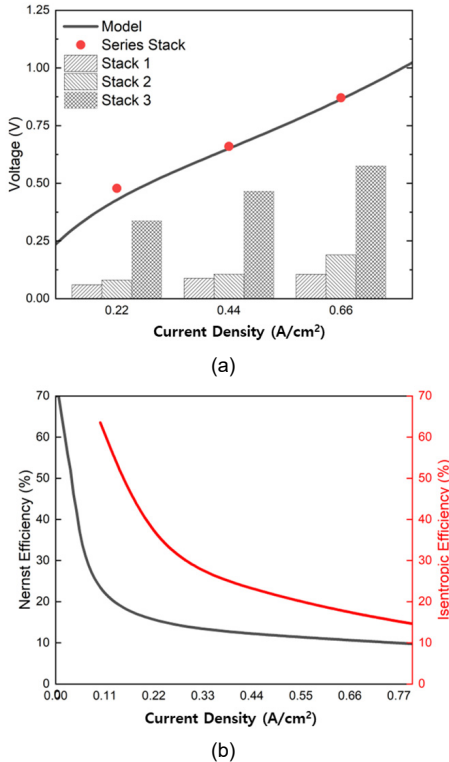 1.25
Model
Series Stack
Stack 1
Stack 2
Stack 3
1.00
0.75
0.50
0.25
0.00
Voltage (V)
0.22 0.44 0.66
Current Density (A/cm²)
(a)
70 70
60 60
50 50
40 40
30 30
20 20
10 10
0 0
Nernst Efficiency (%)
Isentropic Efficiency (%)
0.00 0.11 0.22 0.33 0.44 0.55 0.66 0.77
Current Density (A/cm²)
(b)